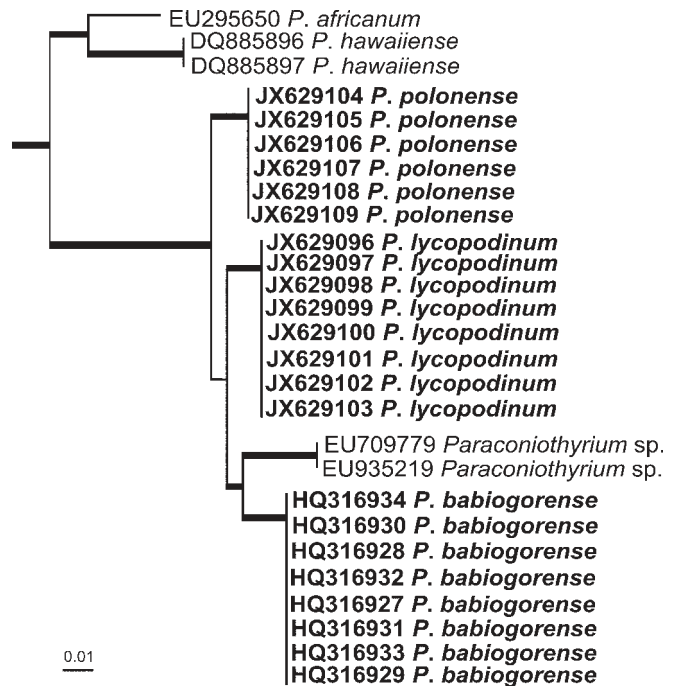 EU295650 P. africanum
DQ885896 P. hawaiiense
DQ885897 P. hawaiiense
JX629104 P. polonense
JX629105 P. polonense
JX629106 P. polonense
JX629107 P. polonense
JX629108 P. polonense
JX629109 P. polonense
JX629096 P. lycopodinum
JX629097 P. lycopodinum
JX629098 P. lycopodinum
JX629099 P. lycopodinum
JX629100 P. lycopodinum
JX629101 P. lycopodinum
JX629102 P. lycopodinum
JX629103 P. lycopodinum
EU709779 Paraconiothyrium sp.
EU935219 Paraconiothyrium sp.
HQ316934 P. babiogorense
HQ316930 P. babiogorense
HQ316928 P. babiogorense
HQ316932 P. babiogorense
HQ316927 P. babiogorense
HQ316931 P. babiogorense
HQ316933 P. babiogorense
HQ316929 P. babiogorense
0.01